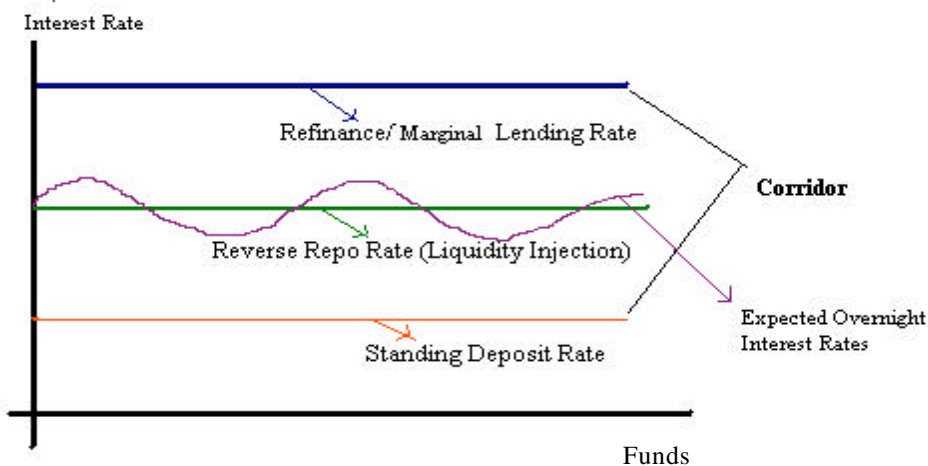 Interest Rate
Refinance/ Marginal Lending Rate
Corridor
Reverse Repo Rate (Liquidity Injection)
Expected Overnight
Interest Rates
Standing Deposit Rate
Funds